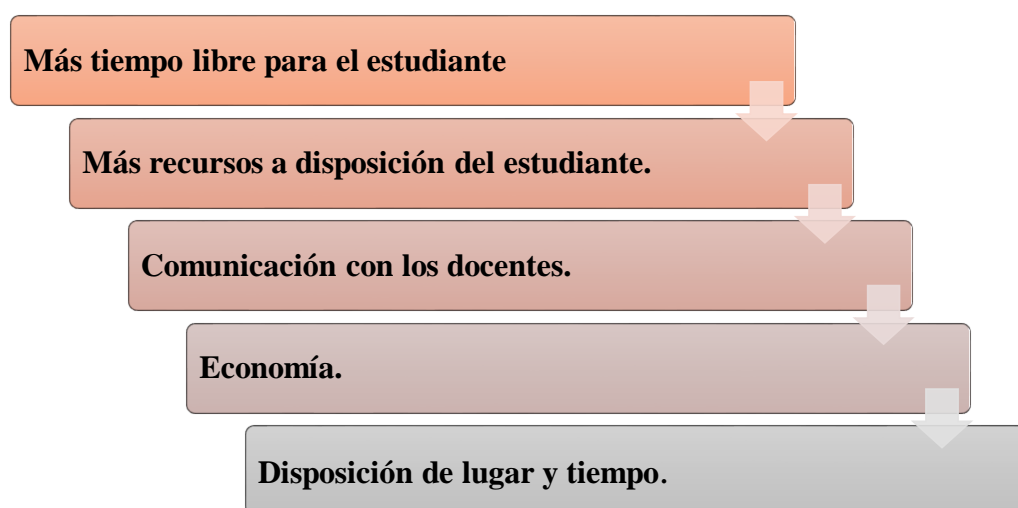 Más tiempo libre para el estudiante
Más recursos a disposición del estudiante.
Comunicación con los docentes.
Economía.
Disposición de lugar y tiempo.